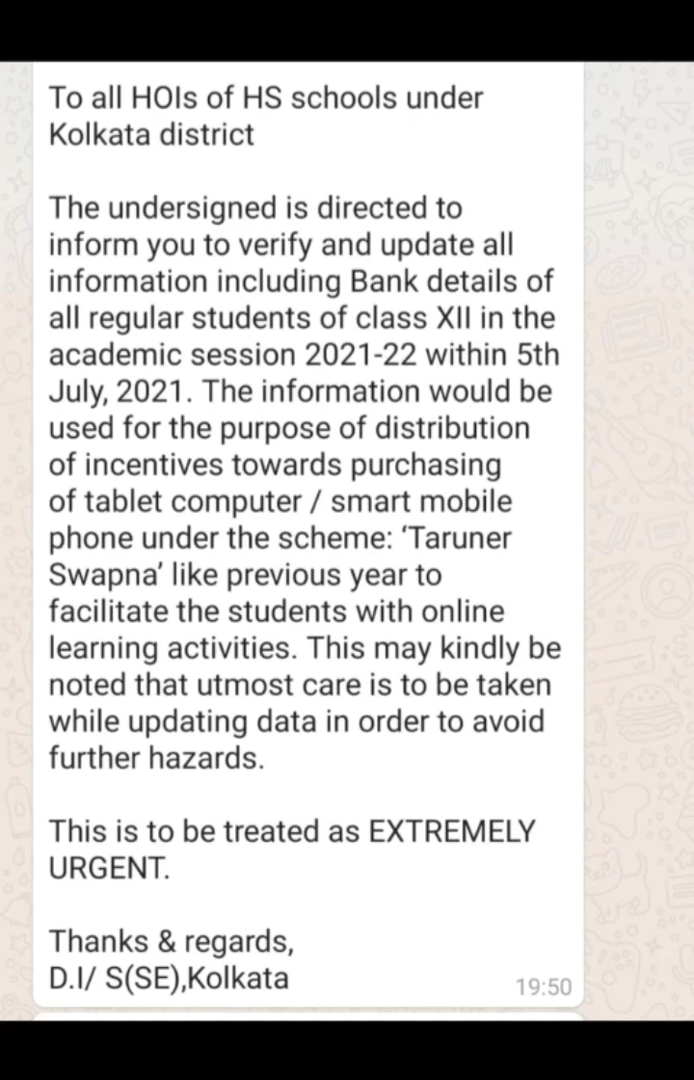 To all HOIs of HS schools under
Kolkata district
The undersigned is directed to
inform you to verify and update all
information including Bank details of
all regular students of class XII in the
academic session 2021-22 within 5th
July, 2021. The information would be
used for the purpose of distribution
of incentives towards purchasing
of tablet computer / smart mobile
phone under the scheme: ‘Taruner
Swapna’ like previous year to
facilitate the students with online
learning activities. This may kindly be
noted that utmost care is to be taken
while updating data in order to avoid
further hazards.
This is to be treated as EXTREMELY
URGENT.
Thanks & regards,
D.I/ S(SE),Kolkata
19:50